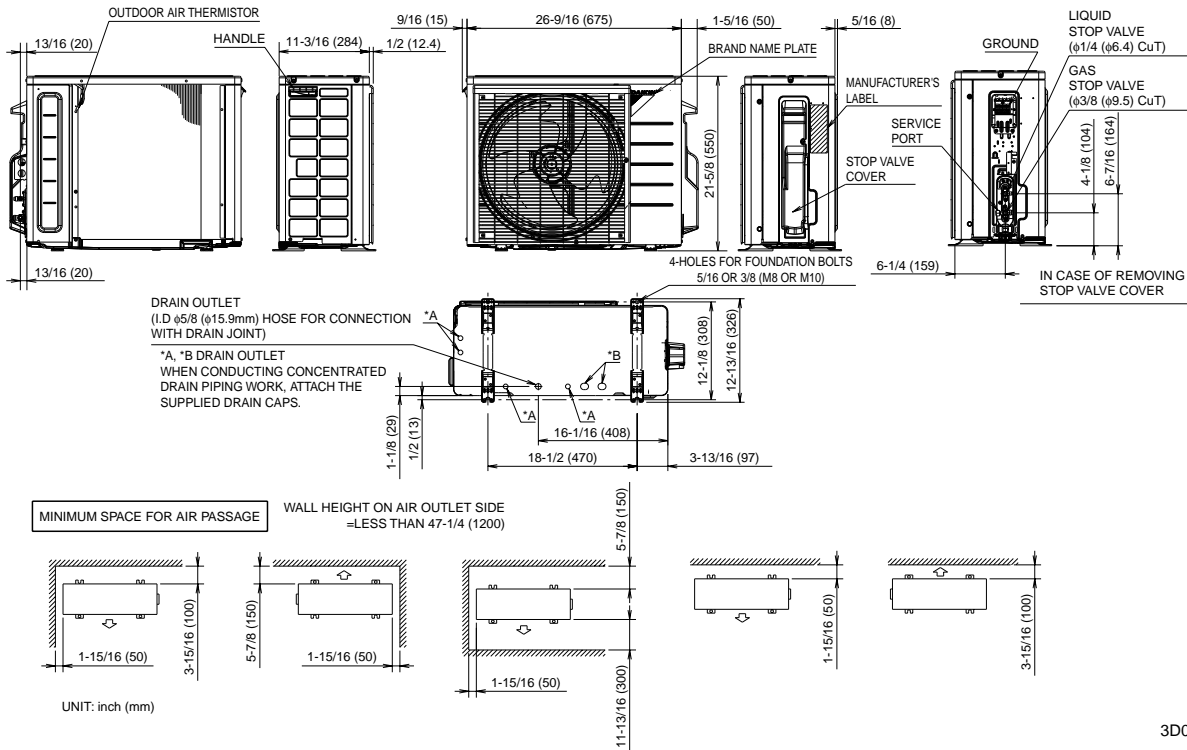 OUTDOOR AIR THERMISTOR
13/16 (20)
HANDLE
11-3/16 (284)
1/2 (12.4)
9/16 (15)
26-9/16 (675)
1-5/16 (50)
BRAND NAME PLATE
21-5/8 (550)
5/16 (8)
MANUFACTURER'S
LABEL
STOP VALVE
COVER
GROUND
SERVICE
PORT
LIQUID
STOP VALVE
(φ1/4 (φ6.4) CuT)
GAS
STOP VALVE
(φ3/8 (φ9.5) CuT)
4-1/8 (104)
6-7/16 (164)
6-1/4 (159)
IN CASE OF REMOVING
STOP VALVE COVER
13/16 (20)
4-HOLES FOR FOUNDATION BOLTS
5/16 OR 3/8 (M8 OR M10)
DRAIN OUTLET
(I.D φ5/8 (φ15.9mm) HOSE FOR CONNECTION
WITH DRAIN JOINT)
*A, *B DRAIN OUTLET
WHEN CONDUCTING CONCENTRATED
DRAIN PIPING WORK, ATTACH THE
SUPPLIED DRAIN CAPS.
*A
*B
*A
*A
12-1/8 (308)
12-13/16 (326)
1-1/8 (29)
1/2 (13)
16-1/16 (408)
18-1/2 (470)
3-13/16 (97)
MINIMUM SPACE FOR AIR PASSAGE
WALL HEIGHT ON AIR OUTLET SIDE
=LESS THAN 47-1/4 (1200)
1-15/16 (50)
3-15/16 (100)
5-7/8 (150)
1-15/16 (50)
5-7/8 (150)
1-15/16 (50)
11-13/16 (300)
1-15/16 (50)
3-15/16 (100)
UNIT: inch (mm)
3D0